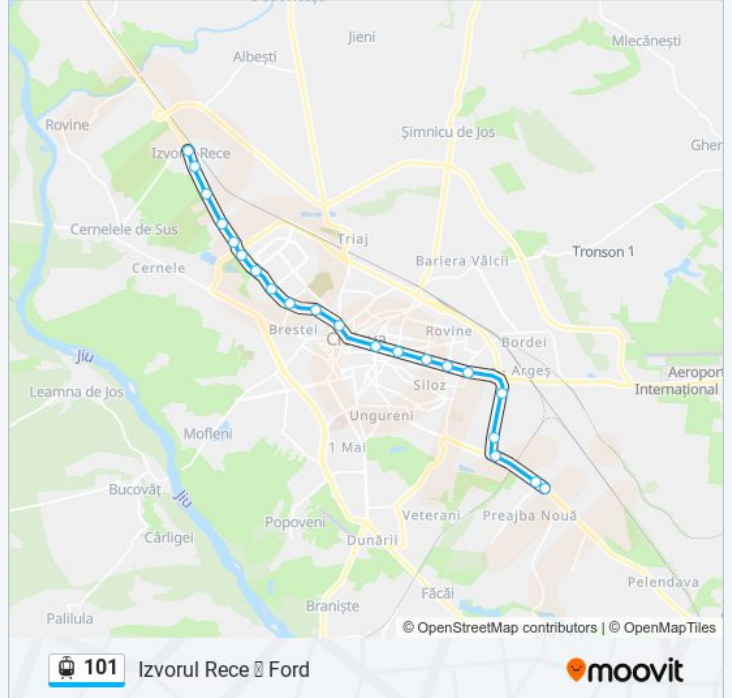 Jieni
Mlecănești
Albești
Rovine
Șimnicu de Jos
Izvorul Rece
Cernelele de Sus
Triaj
Tronson 1
Bariera Vâlcii
Cernele
Brestei
Rovine
Bordei
Jiu
Argeș
Aeroport
Internațional
Siloz
Leamna de Jos
Ungureni
Mofleni
1 Mai
Bucovăț
Jiu
Popoveni
Veterani
Preajba Nouă
Cârligei
Dunării
Pelendava
Făcăi
Braniște
Palilula
© OpenStreetMap contributors | © OpenMapTiles
101 Izvorul Rece Ford
moovit